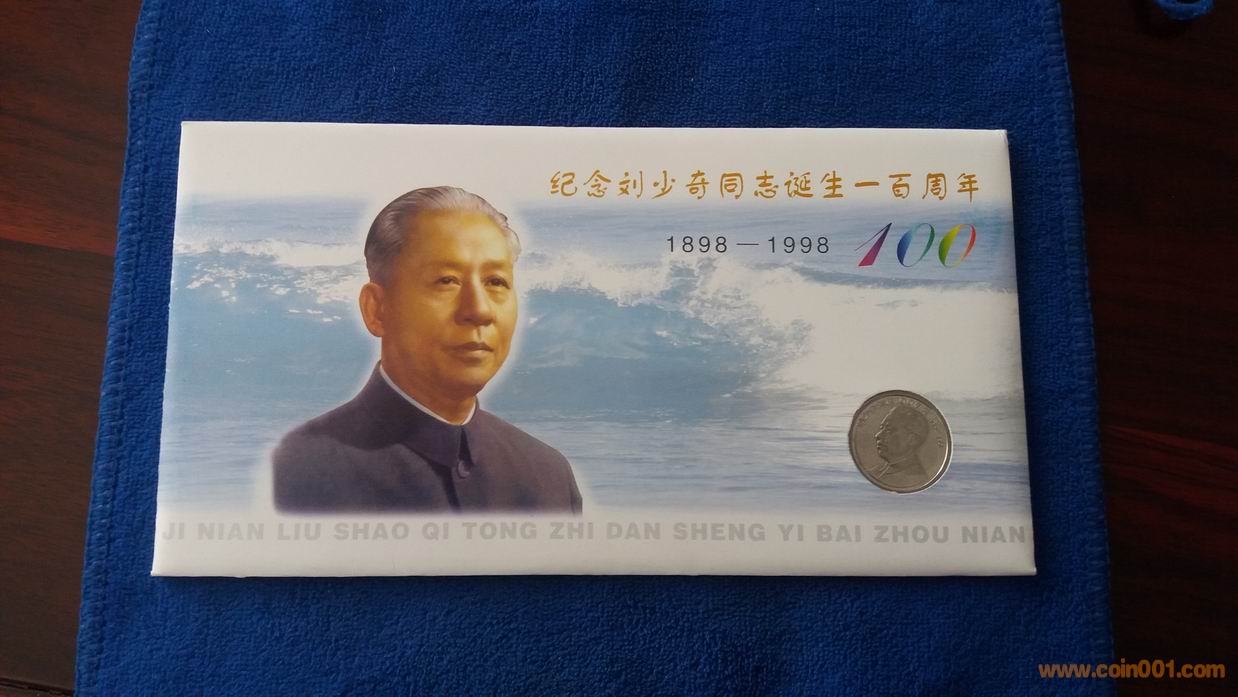 纪念刘少奇同志诞生一百周年
1898—1998 100
JI NIAN LIU SHAO QI TONG ZHI DAN SHENG YI BAI ZHOU NIAN
www.coin001.com